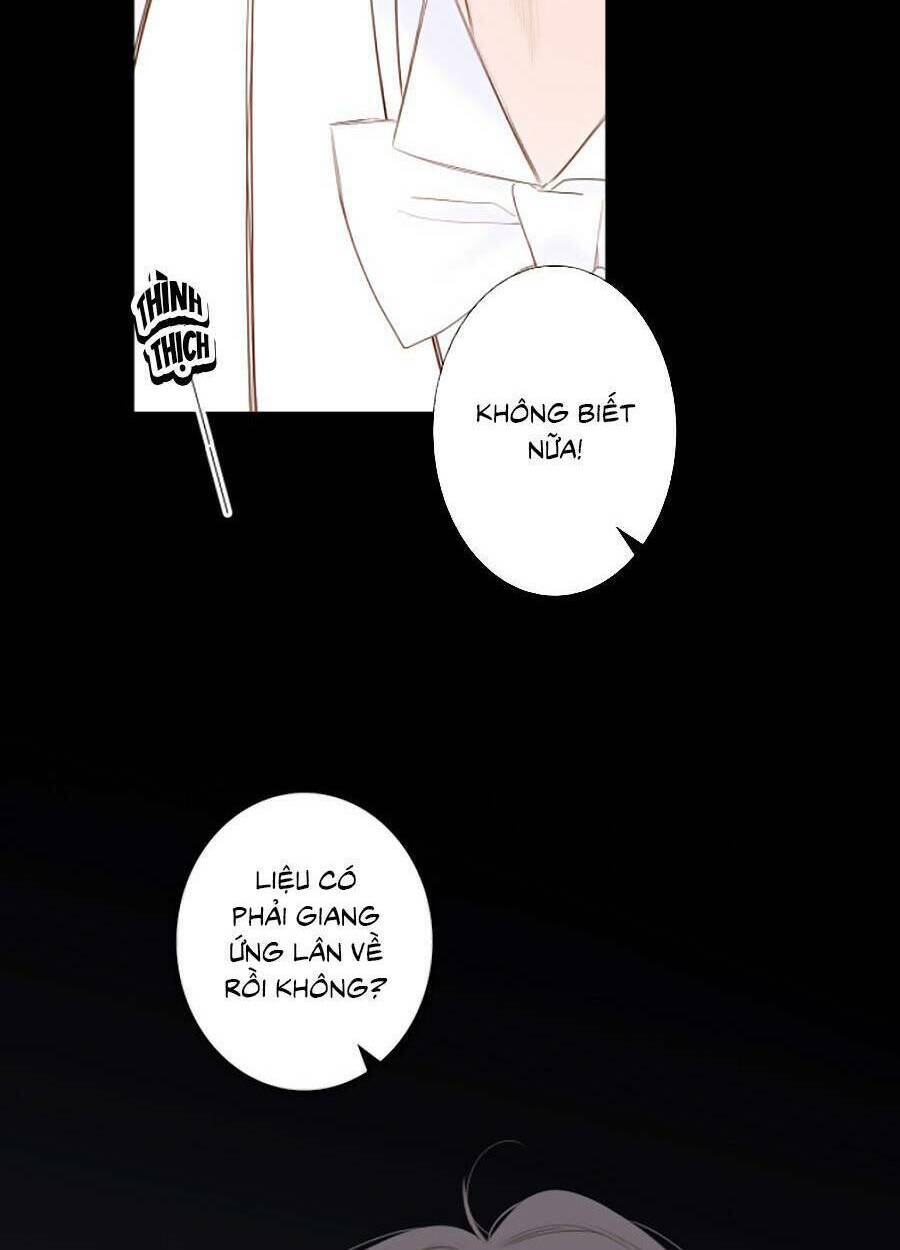 THÌNH
THỊCH
KHÔNG BIẾT
NỮA!
LIỆU CÓ
PHẢI GIANG
ỨNG LÂN VỀ
RỒI KHÔNG?